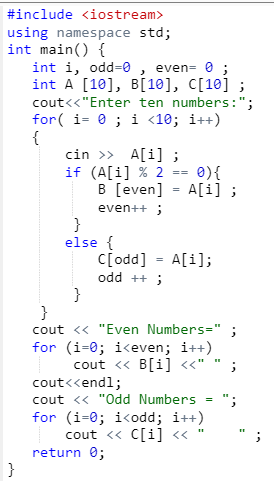 #include <iostream>
using namespace std;
int main() {
int i, odd=0 , even= 0 ;
int A [10], B[10], C[10] ;
cout<<"Enter ten numbers:";
for( i= 0 ; i <10; i++)
{
cin >> A[i] ;
if (A[i] % 2 == 0){
B [even] = A[i] ;
even++ ;
}
else {
C[odd] = A[i];
odd ++ ;
}
}
cout << "Even Numbers=" ;
for (i=0; i<even; i++)
cout << B[i] <<" " ;
cout<<endl;
cout << "Odd Numbers = ";
for (i=0; i<odd; i++)
cout << C[i] << "   " ;
return 0;
}